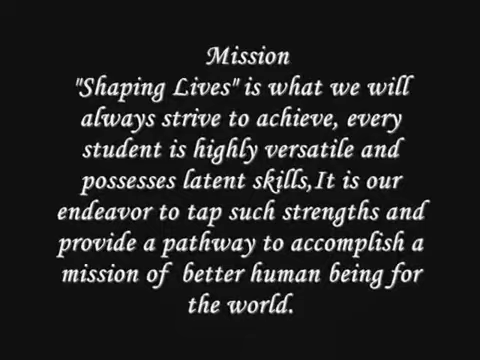 Mission
"Shaping Lives" is what we will
always strive to achieve, every
student is highly versatile and
possesses latent skills,It is our
endeavor to tap such strengths and
provide a pathway to accomplish a
mission of  better human being for
the world.